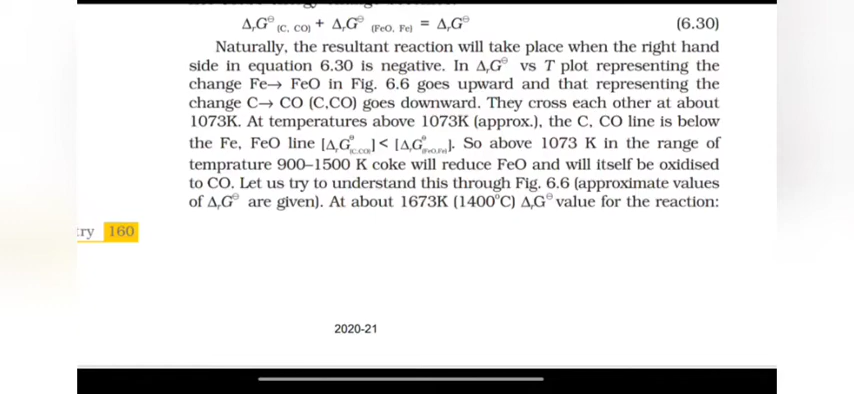 ΔᵣG⊖ (C, CO) + ΔᵣG⊖ (FeO, Fe) = ΔᵣG⊖ (6.30)
Naturally, the resultant reaction will take place when the right hand
side in equation 6.30 is negative. In ΔᵣG⊖ vs T plot representing the
change Fe→ FeO in Fig. 6.6 goes upward and that representing the
change C→ CO (C,CO) goes downward. They cross each other at about
1073K. At temperatures above 1073K (approx.), the C, CO line is below
the Fe, FeO line [ΔᵣG⊖(C,CO)] < [ΔᵣG⊖(FeO,Fe)]. So above 1073 K in the range of
temprature 900–1500 K coke will reduce FeO and will itself be oxidised
to CO. Let us try to understand this through Fig. 6.6 (approximate values
of ΔᵣG⊖ are given). At about 1673K (1400°C) ΔᵣG⊖ value for the reaction:
try 160
2020-21